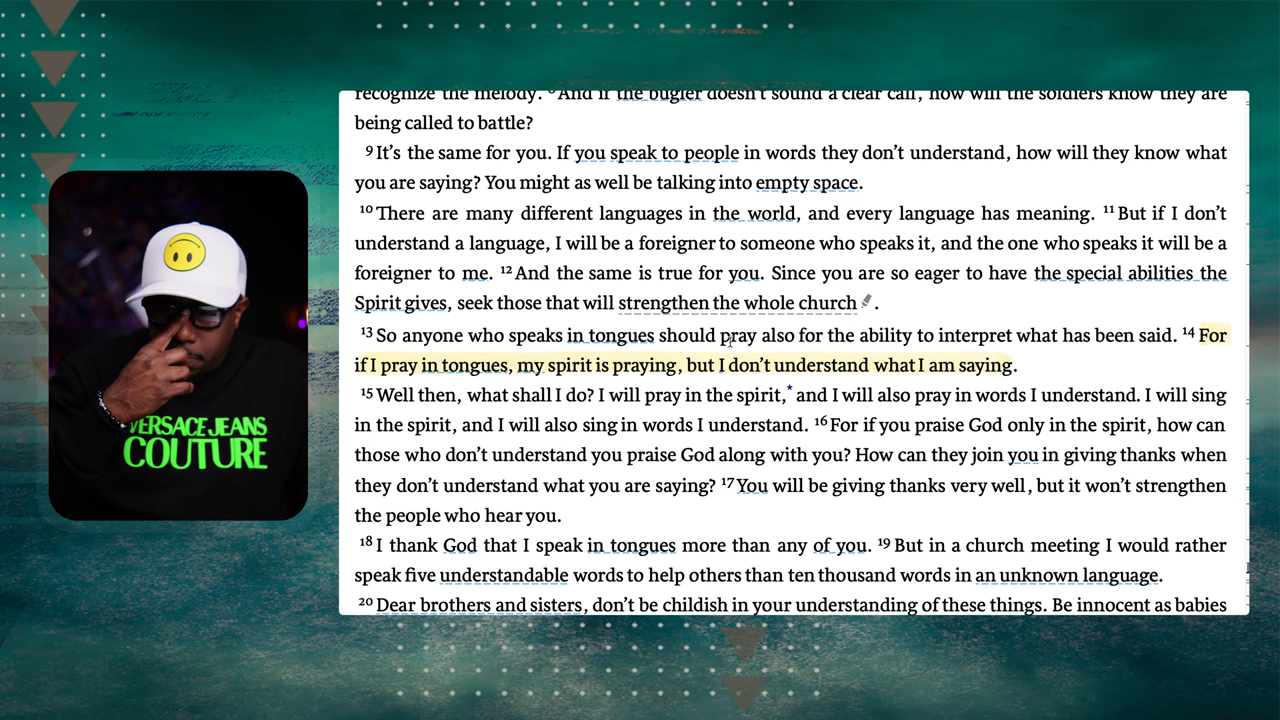 recognize the melody. 8 And if the bugler doesn't sound a clear call, how will the soldiers know they are
being called to battle?
9 It's the same for you. If you speak to people in words they don't understand, how will they know what
you are saying? You might as well be talking into empty space.
10 There are many different languages in the world, and every language has meaning. 11 But if I don't
understand a language, I will be a foreigner to someone who speaks it, and the one who speaks it will be a
foreigner to me. 12 And the same is true for you. Since you are so eager to have the special abilities the
Spirit gives, seek those that will strengthen the whole church.
13 So anyone who speaks in tongues should pray also for the ability to interpret what has been said. 14 For
if I pray in tongues, my spirit is praying, but I don't understand what I am saying.
15 Well then, what shall I do? I will pray in the spirit,* and I will also pray in words I understand. I will sing
in the spirit, and I will also sing in words I understand. 16 For if you praise God only in the spirit, how can
those who don't understand you praise God along with you? How can they join you in giving thanks when
they don't understand what you are saying? 17 You will be giving thanks very well, but it won't strengthen
the people who hear you.
18 I thank God that I speak in tongues more than any of you. 19 But in a church meeting I would rather
speak five understandable words to help others than ten thousand words in an unknown language.
20 Dear brothers and sisters, don't be childish in your understanding of these things. Be innocent as babies
VERSACE JEANS
COUTURE